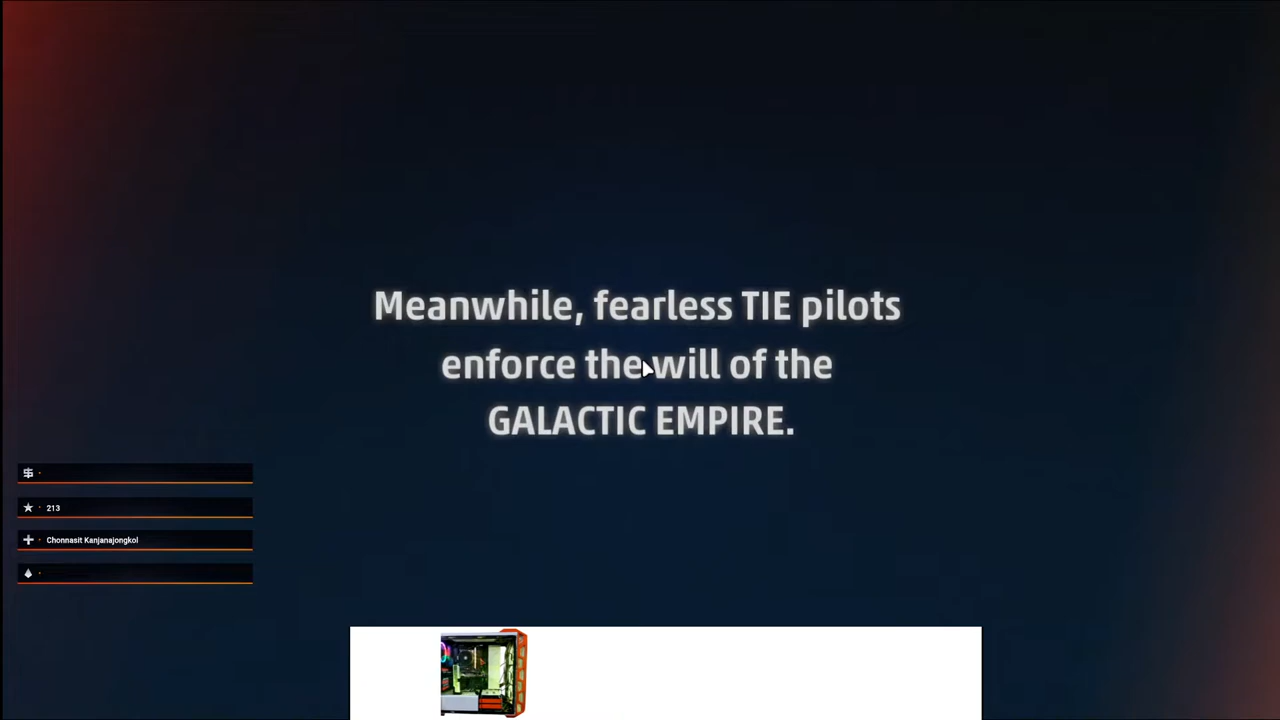 Meanwhile, fearless TIE pilots
enforce the will of the
GALACTIC EMPIRE.
213
Chonnasit Kanjanajongkol